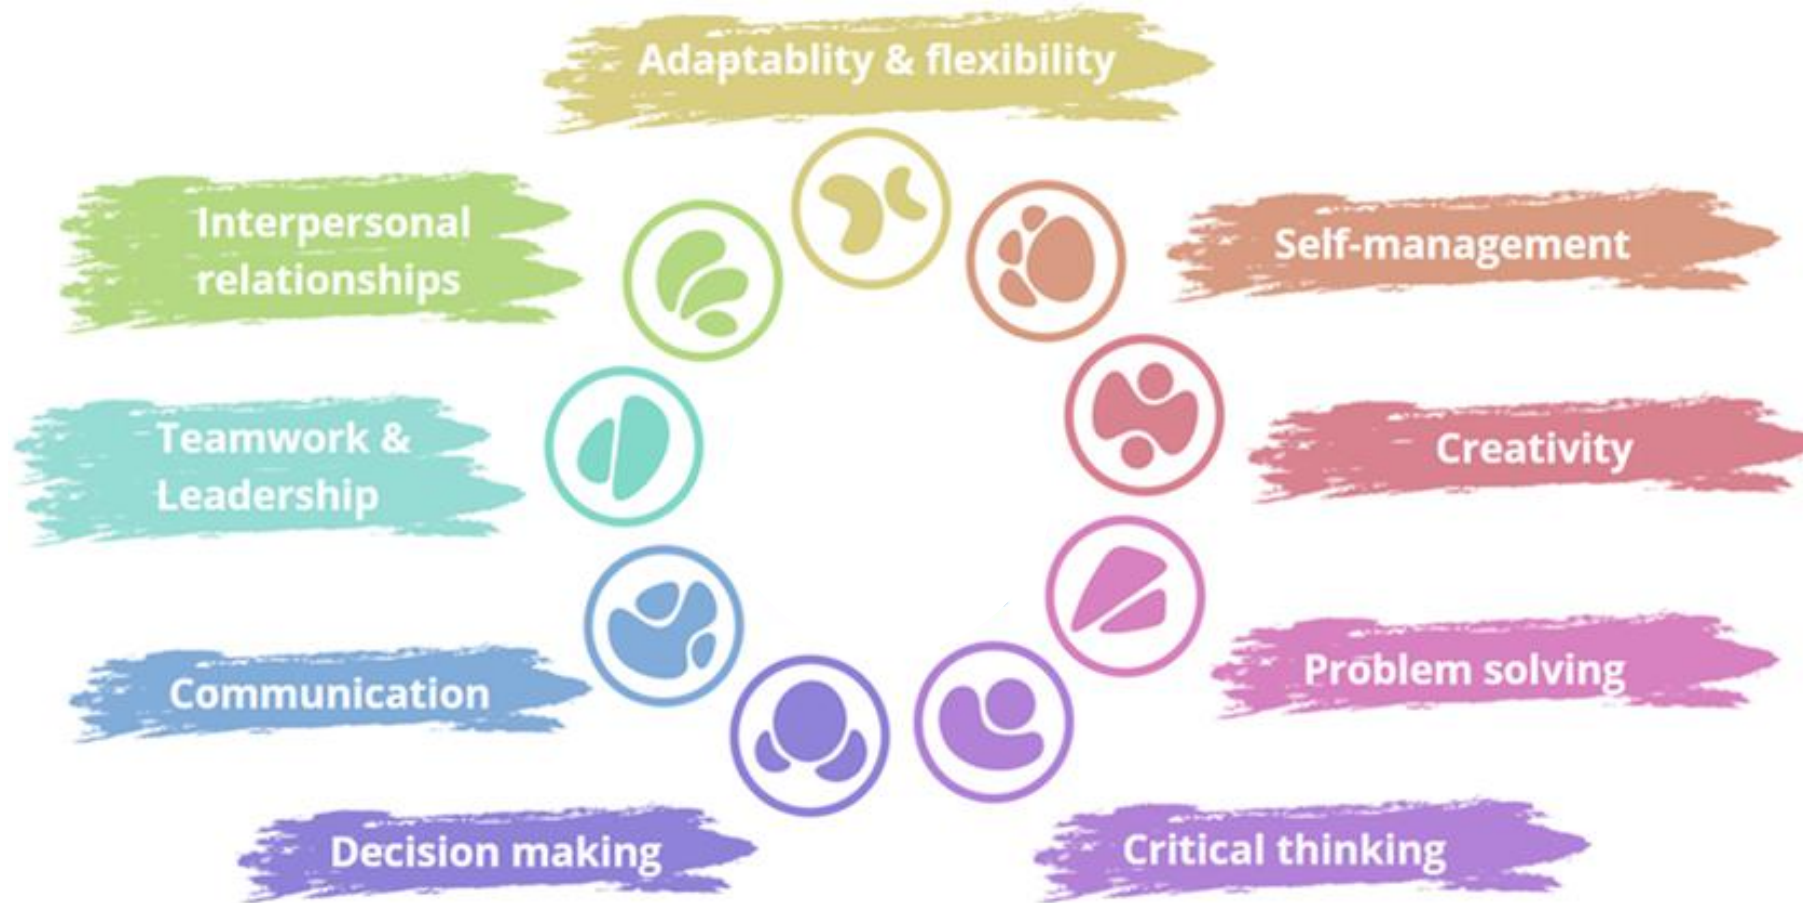 Adaptablity & flexibility
Interpersonal
relationships
Self-management
Teamwork &
Leadership
Creativity
Communication
Problem solving
Decision making
Critical thinking